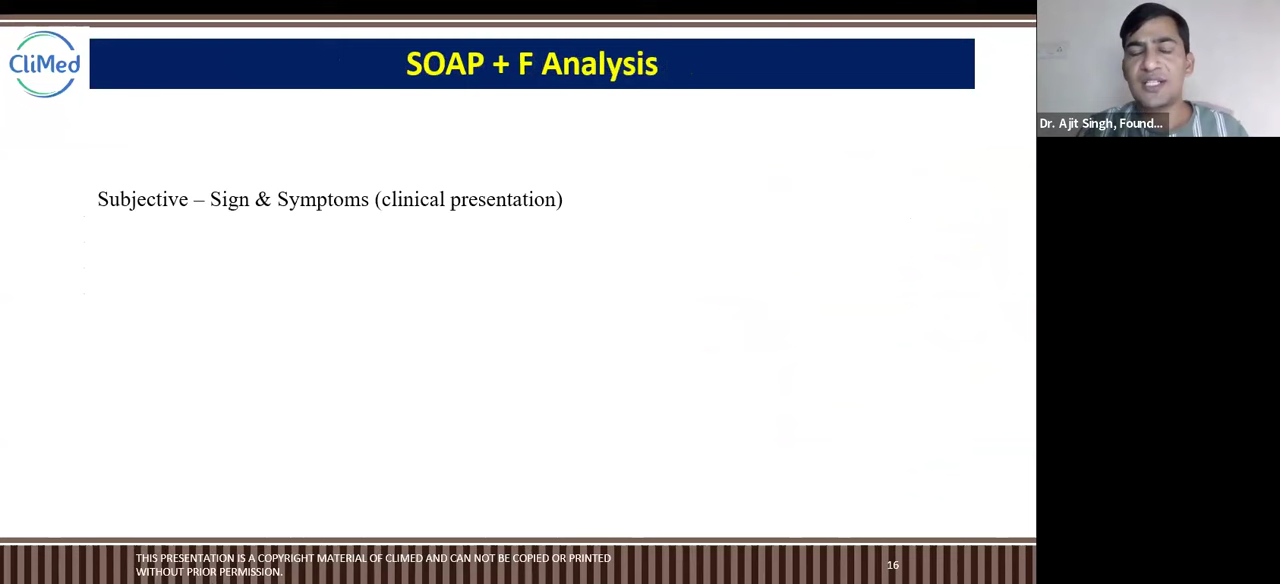 CliMed
SOAP + F Analysis
Dr. Ajit Singh, Found...
Subjective – Sign & Symptoms (clinical presentation)
THIS PRESENTATION IS A COPYRIGHT MATERIAL OF CLIMED AND CAN NOT BE COPIED OR PRINTED
WITHOUT PRIOR PERMISSION.
16